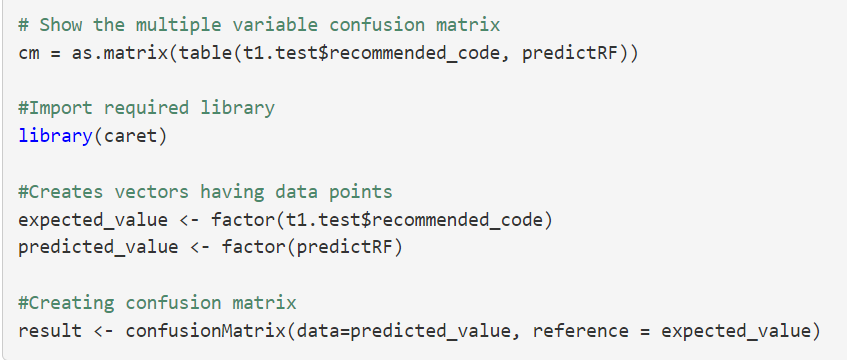 # Show the multiple variable confusion matrix
cm = as.matrix(table(t1.test$recommended_code, predictRF))
#Import required library
library(caret)
#Creates vectors having data points
expected_value <- factor(t1.test$recommended_code)
predicted_value <- factor(predictRF)
#Creating confusion matrix
result <- confusionMatrix(data=predicted_value, reference = expected_value)